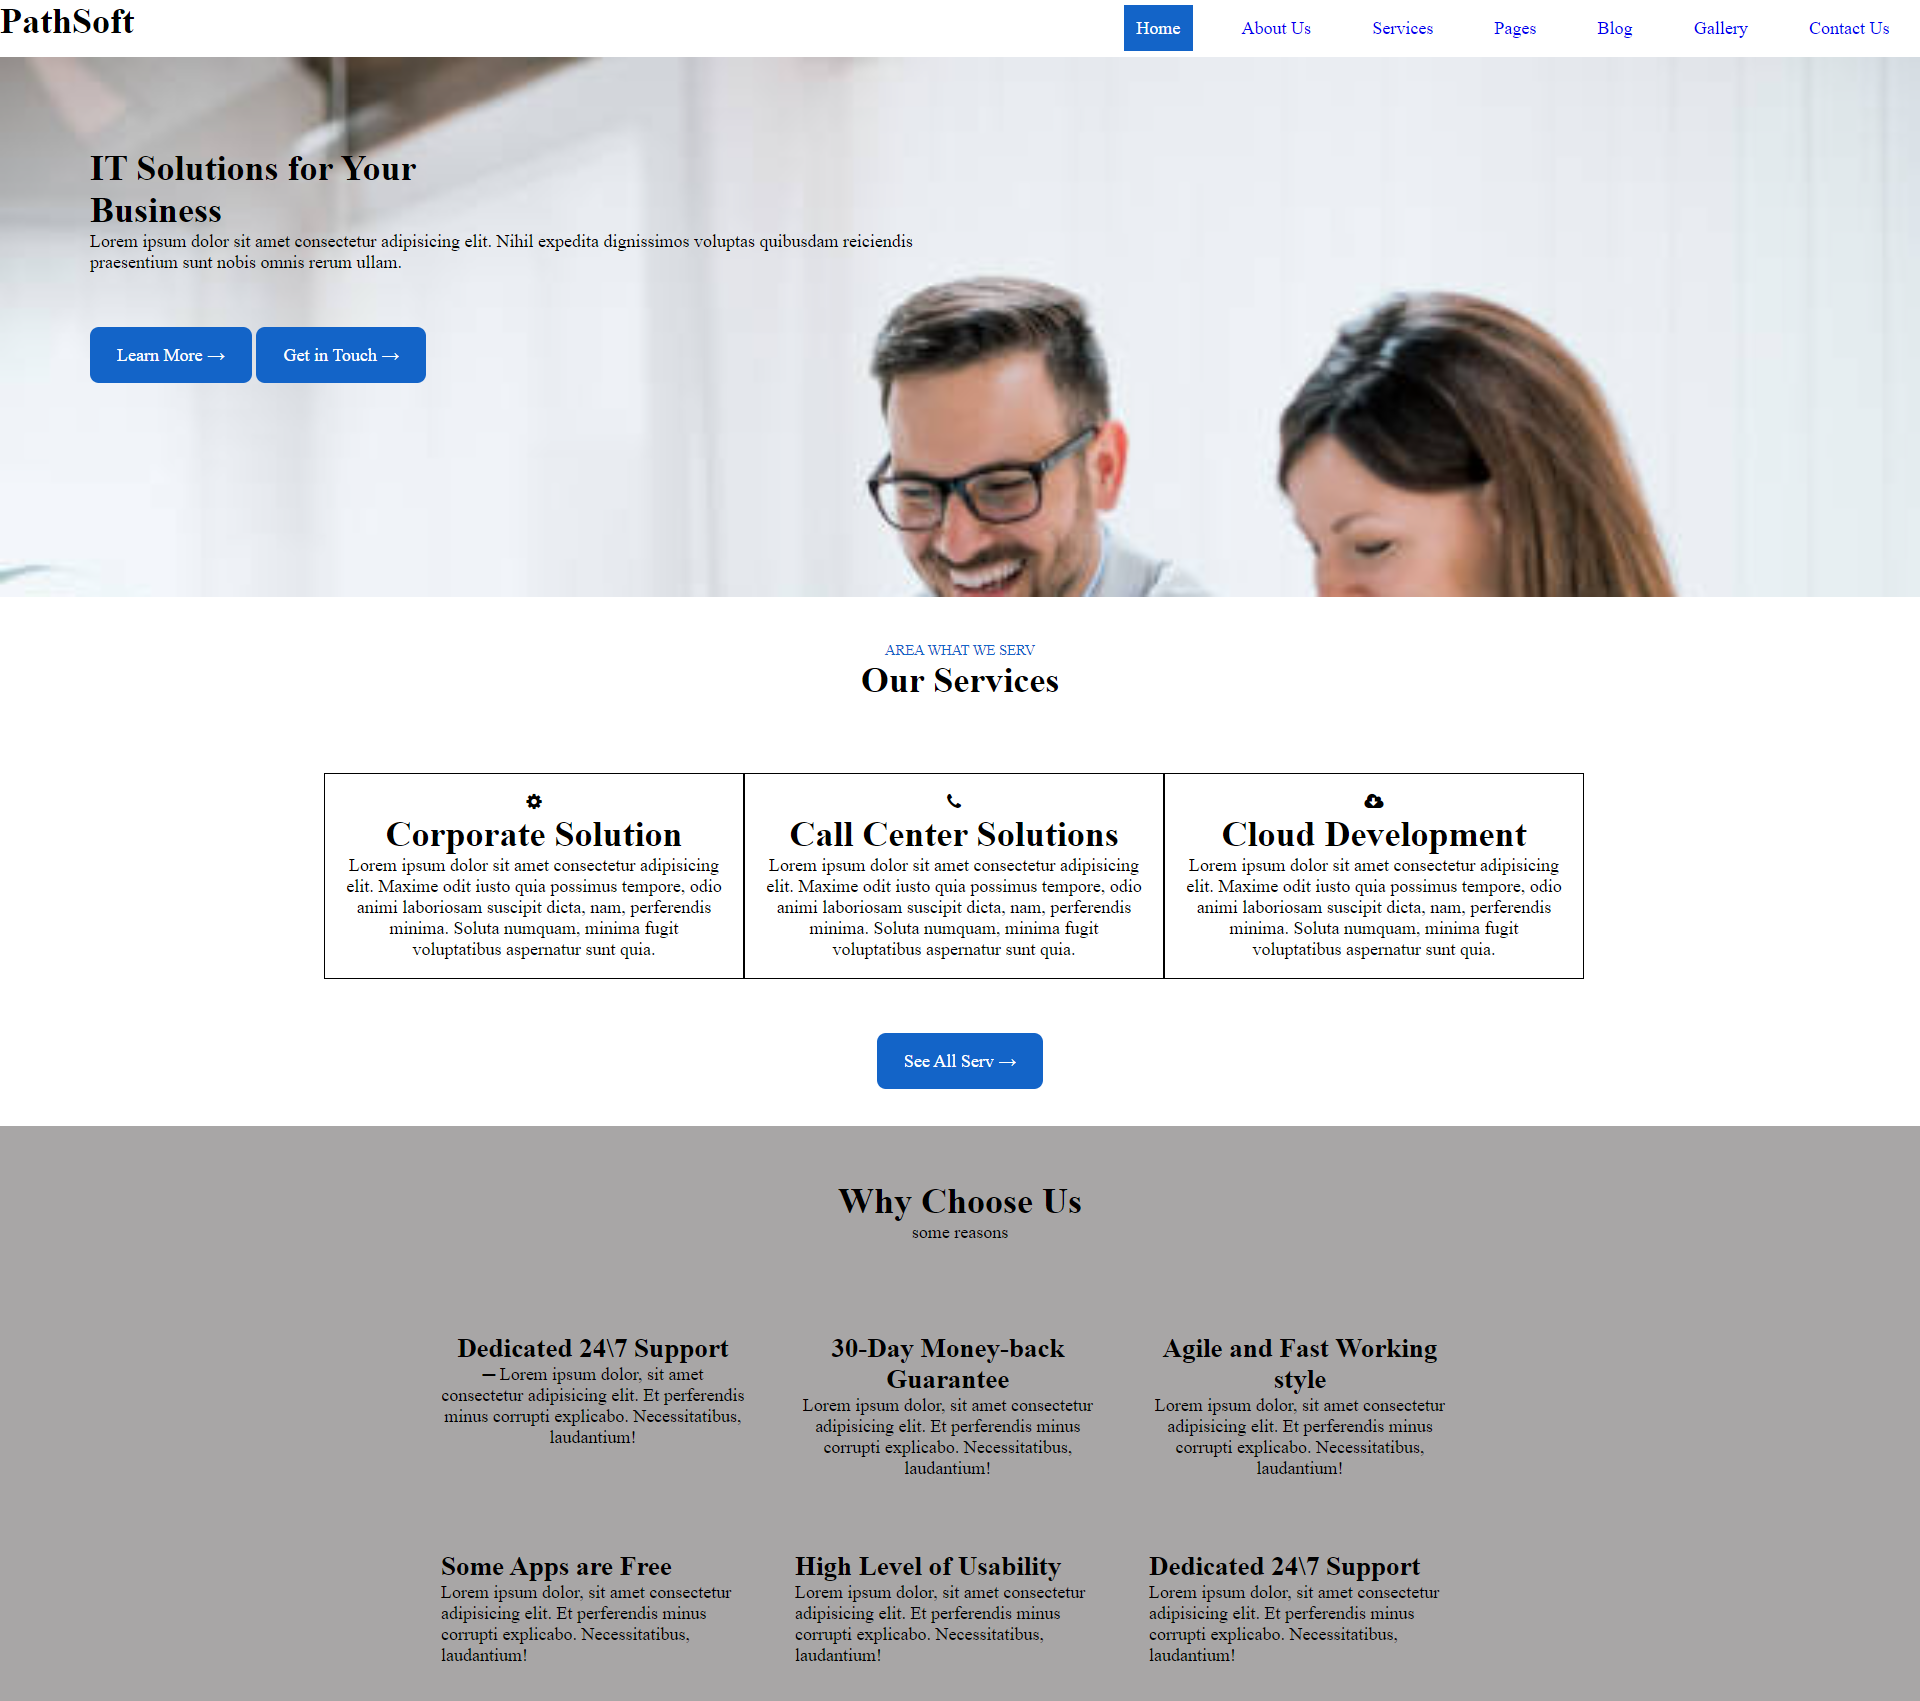 PathSoft
Home About Us Services Pages Blog Gallery Contact Us
IT Solutions for Your
Business
Lorem ipsum dolor sit amet consectetur adipisicing elit. Nihil expedita dignissimos voluptas quibusdam reiciendis
praesentium sunt nobis omnis rerum ullam.
Learn More → Get in Touch →
AREA WHAT WE SERV
Our Services
Corporate Solution
Lorem ipsum dolor sit amet consectetur adipisicing
elit. Maxime odit iusto quia possimus tempore, odio
animi laboriosam suscipit dicta, nam, perferendis
minima. Soluta numquam, minima fugit
voluptatibus aspernatur sunt quia.
Call Center Solutions
Lorem ipsum dolor sit amet consectetur adipisicing
elit. Maxime odit iusto quia possimus tempore, odio
animi laboriosam suscipit dicta, nam, perferendis
minima. Soluta numquam, minima fugit
voluptatibus aspernatur sunt quia.
Cloud Development
Lorem ipsum dolor sit amet consectetur adipisicing
elit. Maxime odit iusto quia possimus tempore, odio
animi laboriosam suscipit dicta, nam, perferendis
minima. Soluta numquam, minima fugit
voluptatibus aspernatur sunt quia.
See All Serv →
Why Choose Us
some reasons
Dedicated 24\7 Support
— Lorem ipsum dolor, sit amet
consectetur adipisicing elit. Et perferendis
minus corrupti explicabo. Necessitatibus,
laudantium!
30-Day Money-back
Guarantee
Lorem ipsum dolor, sit amet consectetur
adipisicing elit. Et perferendis minus
corrupti explicabo. Necessitatibus,
laudantium!
Agile and Fast Working
style
Lorem ipsum dolor, sit amet consectetur
adipisicing elit. Et perferendis minus
corrupti explicabo. Necessitatibus,
laudantium!
Some Apps are Free
Lorem ipsum dolor, sit amet consectetur
adipisicing elit. Et perferendis minus
corrupti explicabo. Necessitatibus,
laudantium!
High Level of Usability
Lorem ipsum dolor, sit amet consectetur
adipisicing elit. Et perferendis minus
corrupti explicabo. Necessitatibus,
laudantium!
Dedicated 24\7 Support
Lorem ipsum dolor, sit amet consectetur
adipisicing elit. Et perferendis minus
corrupti explicabo. Necessitatibus,
laudantium!